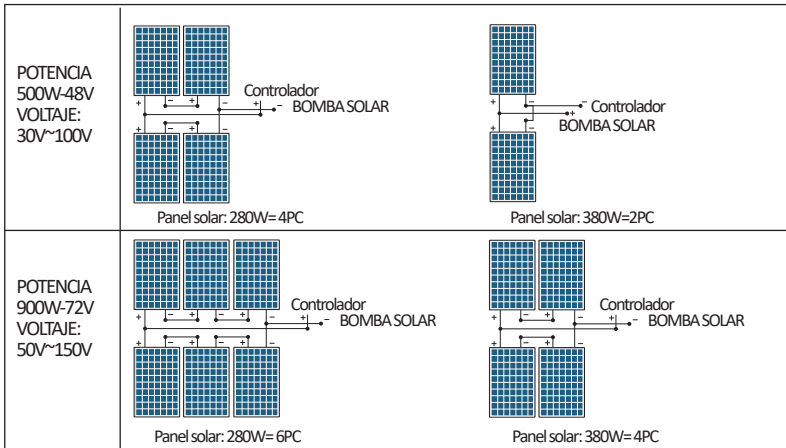 POTENCIA
500W-48V
VOLTAJE:
30V~100V
+ − + −
Controlador
+ −
BOMBA SOLAR
+ − + −
Panel solar: 280W= 4PC
+ −
− Controlador
+
BOMBA SOLAR
+ −
Panel solar: 380W=2PC
POTENCIA
900W-72V
VOLTAJE:
50V~150V
+ − + − + −
Controlador
+ −
BOMBA SOLAR
+ − + − + −
Panel solar: 280W= 6PC
+ − + −
Controlador
+ −
BOMBA SOLAR
+ − + −
Panel solar: 380W= 4PC